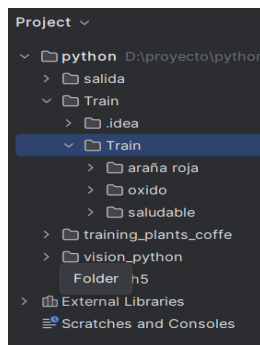 Project
python D:\proyecto\python
salida
Train
.idea
Train
araña roja
oxido
saludable
training_plants_coffe
vision_python
Folder h5
External Libraries
Scratches and Consoles